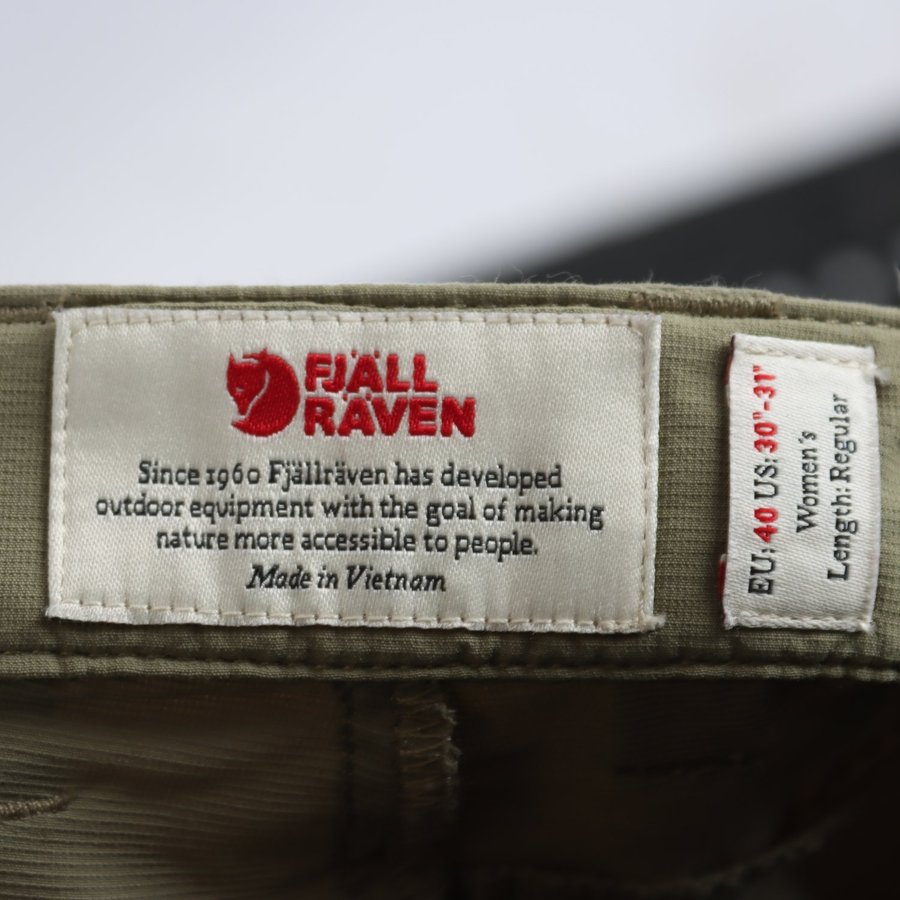 FJÄLL
RÄVEN
Since 1960 Fjällräven has developed
outdoor equipment with the goal of making
nature more accessible to people.
Made in Vietnam
EU: 40 US: 30"-31"
Women's
Length: Regular